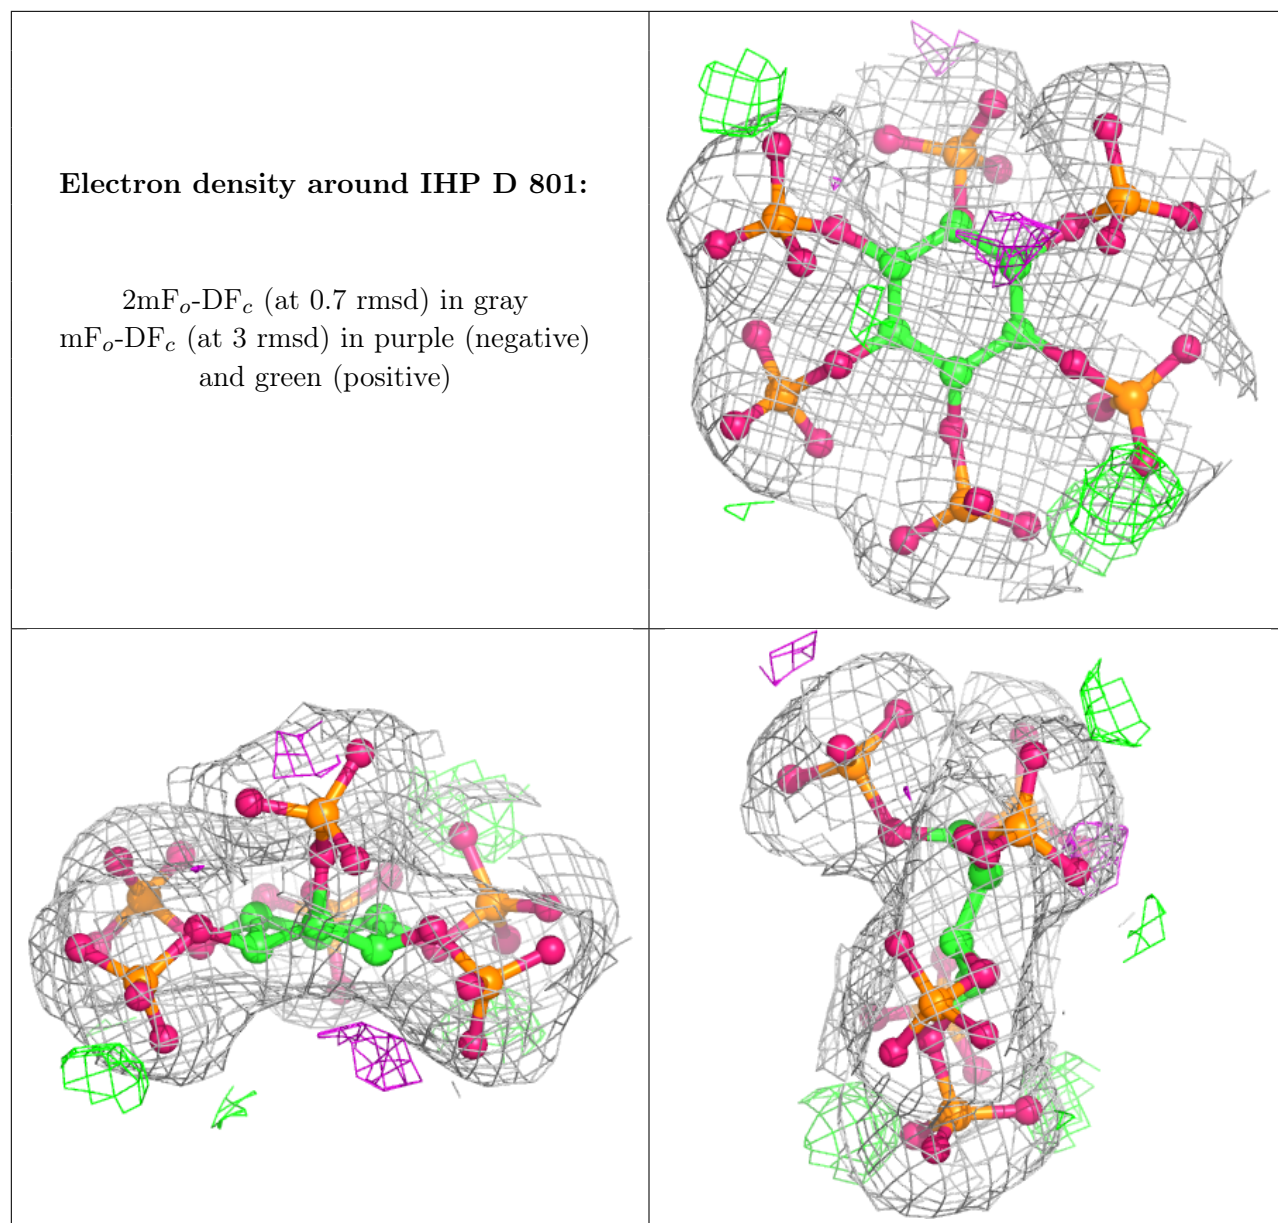 Electron density around IHP D 801:
2mFo-DFc (at 0.7 rmsd) in gray
mFo-DFc (at 3 rmsd) in purple (negative)
and green (positive)